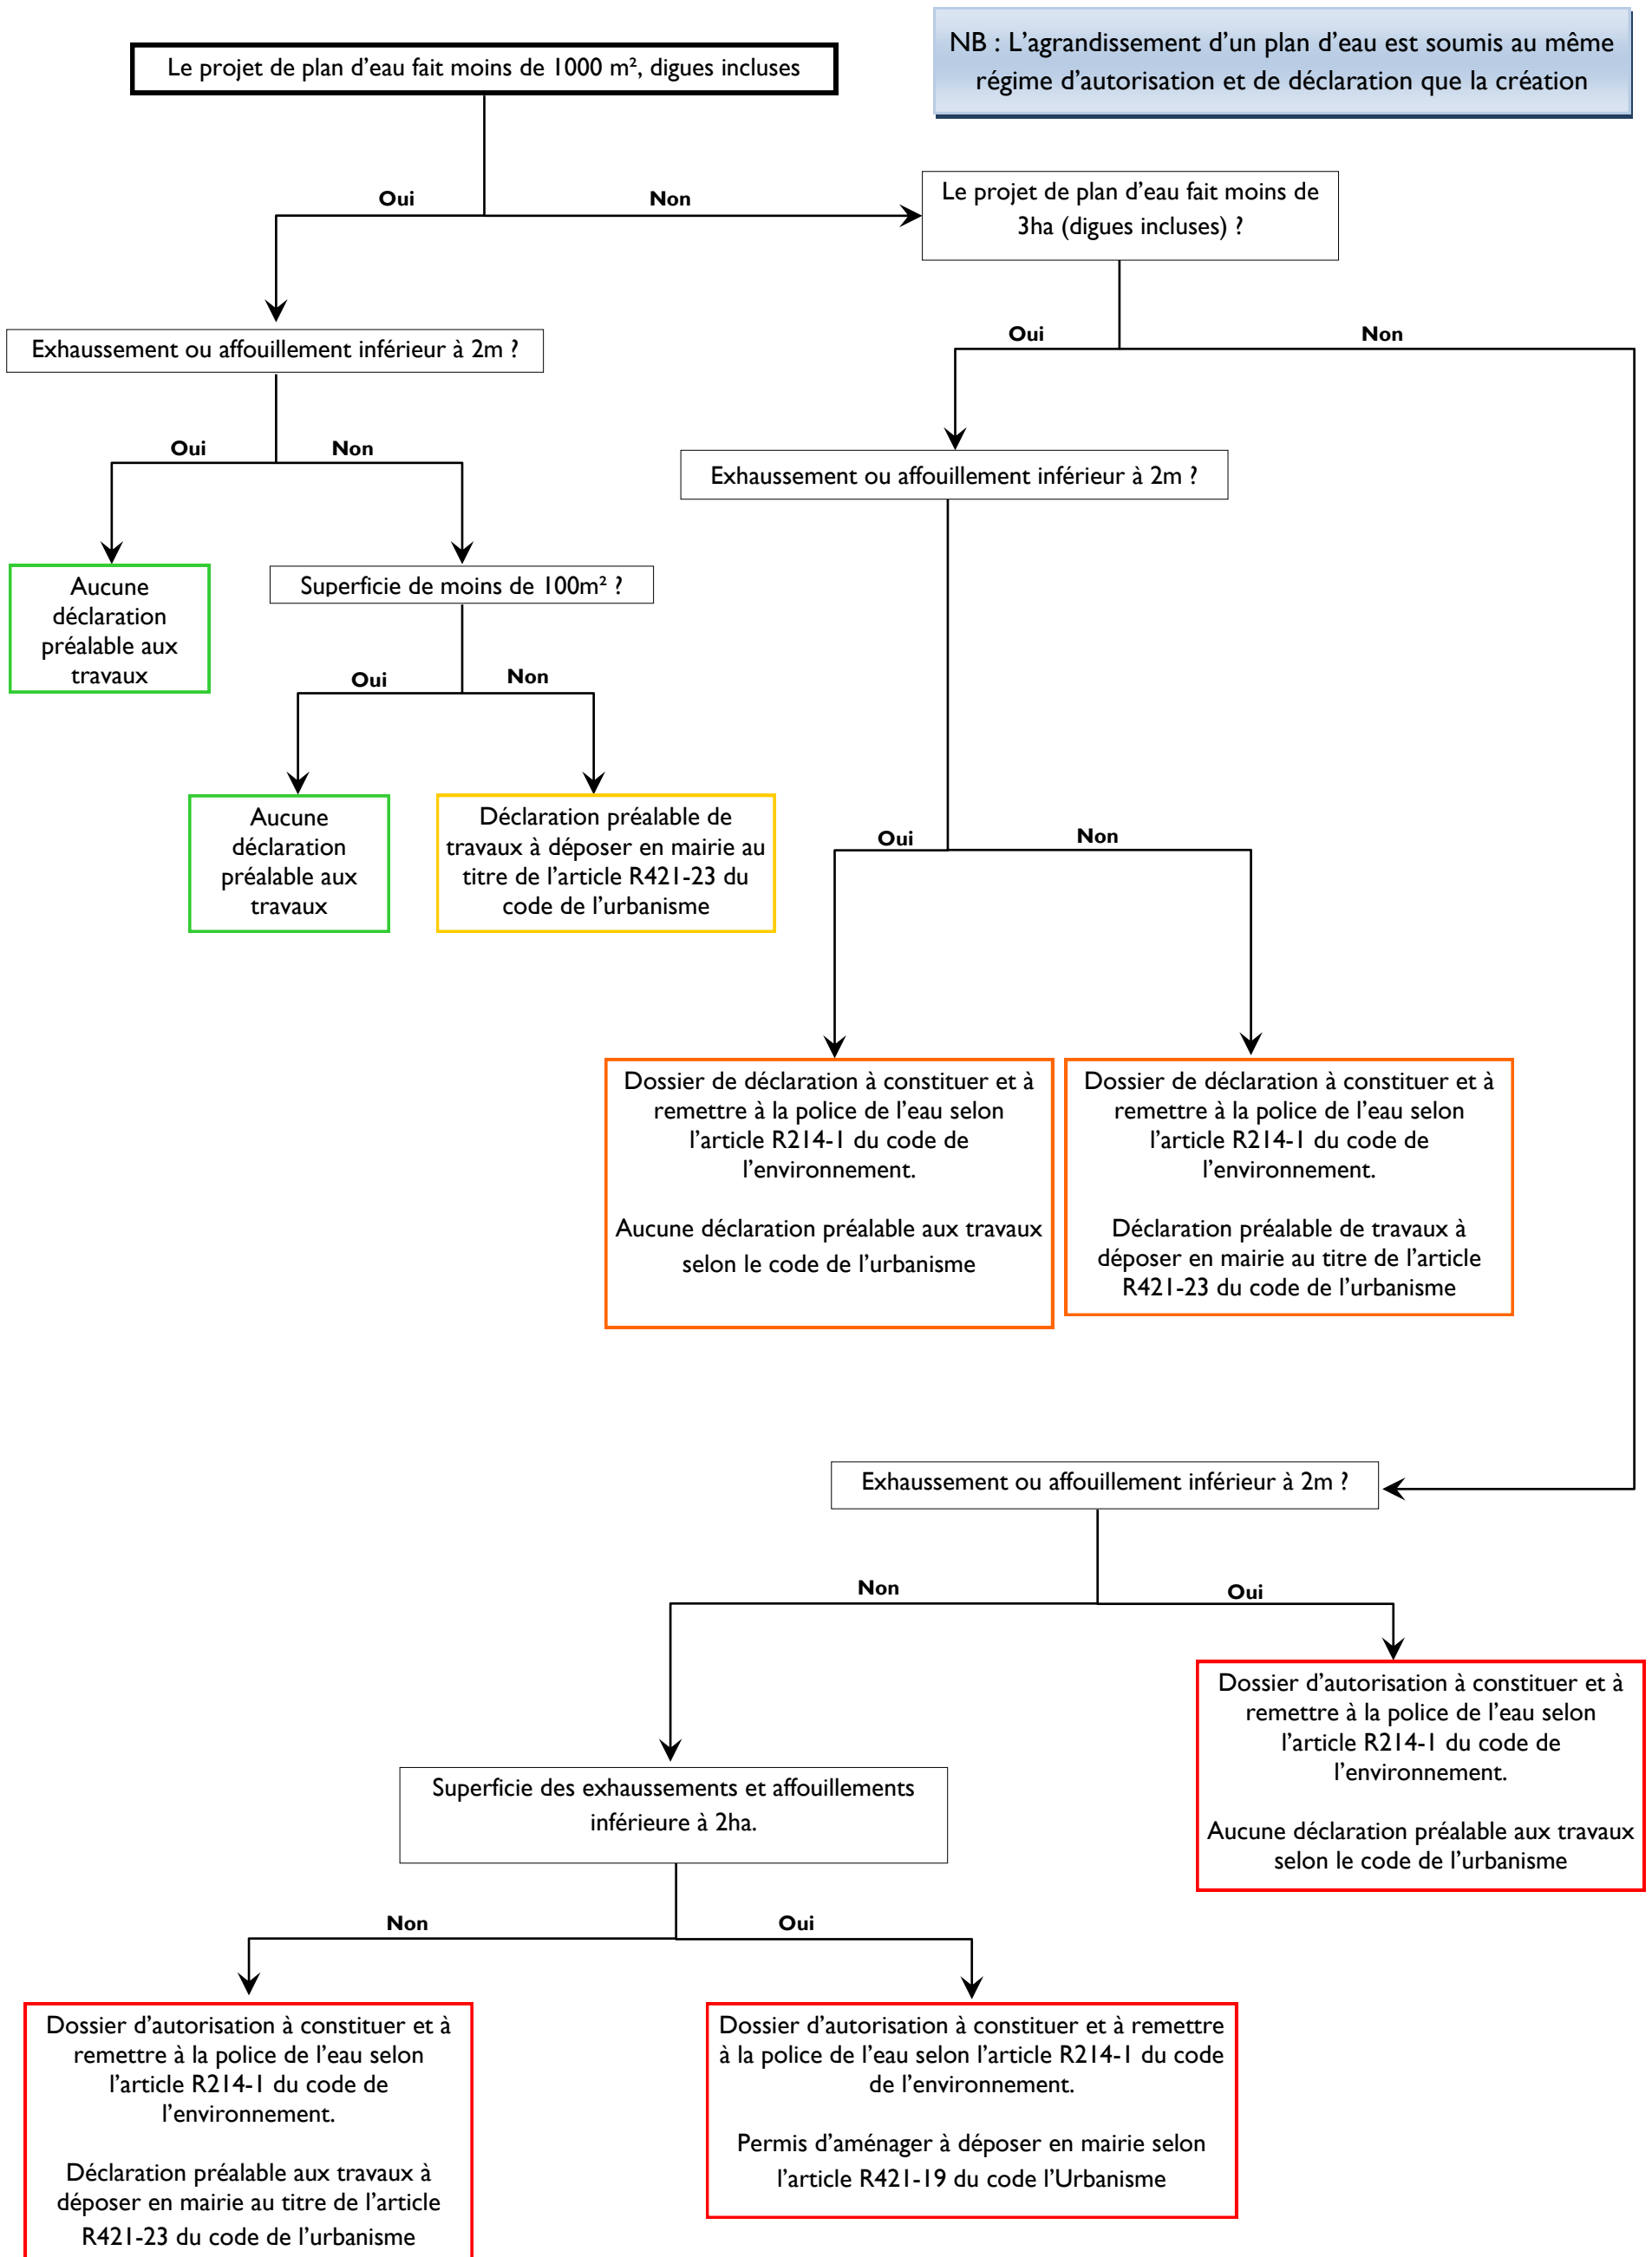 Le projet de plan d’eau fait moins de 1000 m², digues incluses
NB : L’agrandissement d’un plan d’eau est soumis au même
régime d’autorisation et de déclaration que la création
Oui
Non
Le projet de plan d’eau fait moins de
3ha (digues incluses) ?
Exhaussement ou affouillement inférieur à 2m ?
Oui
Non
Oui
Non
Exhaussement ou affouillement inférieur à 2m ?
Aucune
déclaration
préalable aux
travaux
Superficie de moins de 100m² ?
Oui
Non
Aucune
déclaration
préalable aux
travaux
Déclaration préalable de
travaux à déposer en mairie au
titre de l’article R421-23 du
code de l’urbanisme
Oui
Non
Dossier de déclaration à constituer et à
remettre à la police de l’eau selon
l’article R214-1 du code de
l’environnement.
Aucune déclaration préalable aux travaux
selon le code de l’urbanisme
Dossier de déclaration à constituer et à
remettre à la police de l’eau selon
l’article R214-1 du code de
l’environnement.
Déclaration préalable de travaux à
déposer en mairie au titre de l’article
R421-23 du code de l’urbanisme
Exhaussement ou affouillement inférieur à 2m ?
Non
Oui
Dossier d’autorisation à constituer et à
remettre à la police de l’eau selon
l’article R214-1 du code de
l’environnement.
Aucune déclaration préalable aux travaux
selon le code de l’urbanisme
Superficie des exhaussements et affouillements
inférieure à 2ha.
Non
Oui
Dossier d’autorisation à constituer et à
remettre à la police de l’eau selon
l’article R214-1 du code de
l’environnement.
Déclaration préalable aux travaux à
déposer en mairie au titre de l’article
R421-23 du code de l’urbanisme
Dossier d’autorisation à constituer et à remettre
à la police de l’eau selon l’article R214-1 du code
de l’environnement.
Permis d’aménager à déposer en mairie selon
l’article R421-19 du code l’Urbanisme